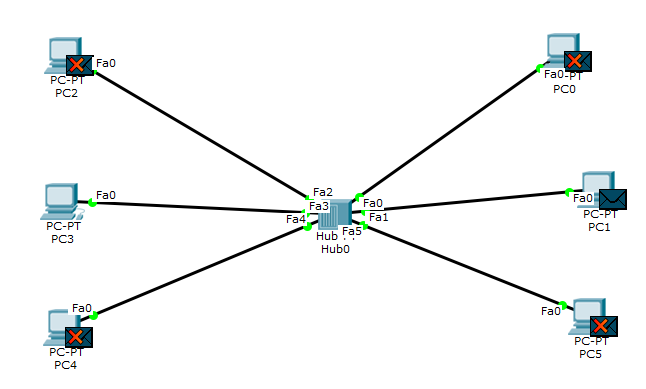 Fa0
PC-PT
PC2
Fa0
-PT
PC0
Fa0
PC-PT
PC3
Fa2
Fa3
Fa4
Fa0
Fa1
Fa5
Hub
Hub0
Fa0
PC-PT
PC1
Fa0
PC-PT
PC4
Fa0
PC-PT
PC5